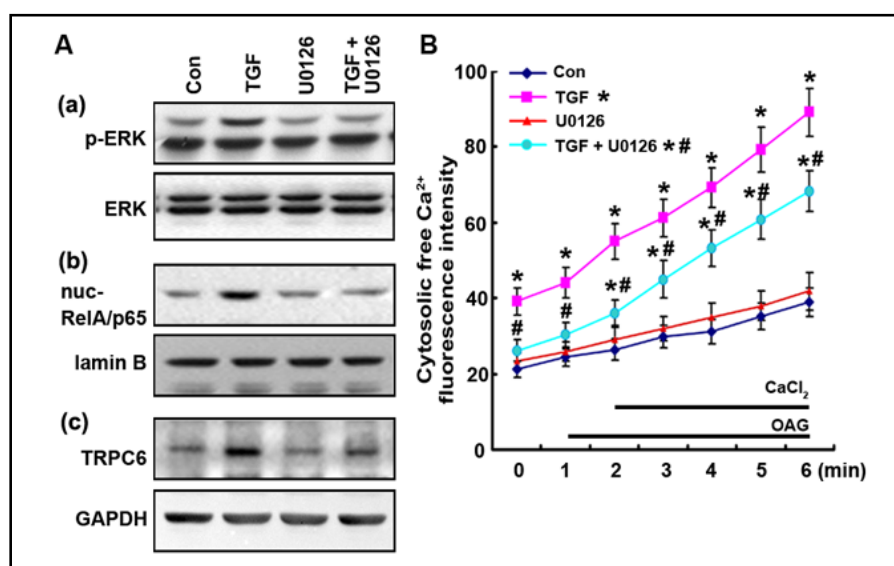 A
Con
TGF
U0126
TGF +
U0126
(a)
p-ERK
ERK
(b)
nuc-
RelA/p65
lamin B
(c)
TRPC6
GAPDH
B
Cytosolic free Ca²⁺
fluorescence intensity
100
80
60
40
20
0
Con
TGF *
U0126
TGF + U0126 *#
* * * * * * *
# # *# *# *# *# *#
CaCl₂
OAG
0 1 2 3 4 5 6 (min)